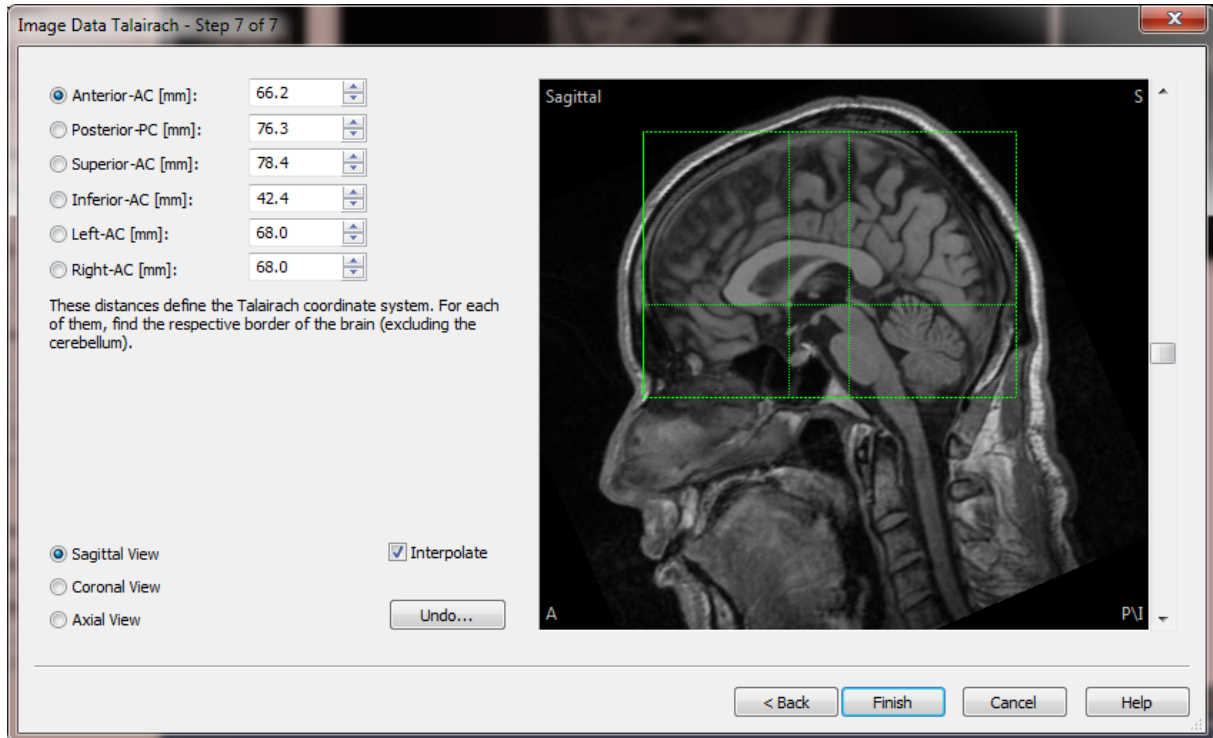 Image Data Talairach - Step 7 of 7
Anterior-AC [mm]: 66.2
Posterior-PC [mm]: 76.3
Superior-AC [mm]: 78.4
Inferior-AC [mm]: 42.4
Left-AC [mm]: 68.0
Right-AC [mm]: 68.0
These distances define the Talairach coordinate system. For each
of them, find the respective border of the brain (excluding the
cerebellum).
Sagittal View
Interpolate
Coronal View
Axial View
Undo...
Sagittal
S
A
P\I
< Back
Finish
Cancel
Help